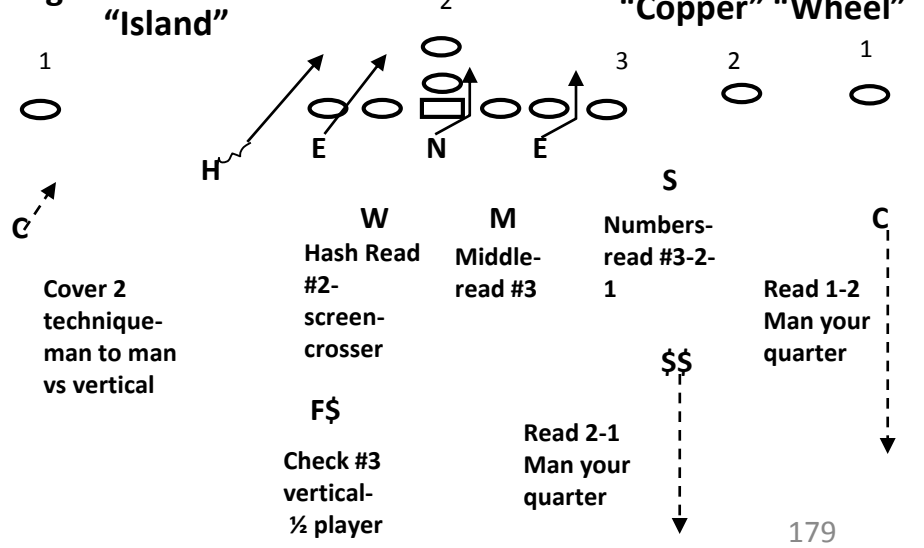 "Island"
2
"Copper" "Wheel"
1
3
2
1
H
E
N
E
S
C
W
M
C
Hash Read
#2-
screen-
crosser
Middle-
read #3
Numbers-
read #3-2-
1
Cover 2
technique-
man to man
vs vertical
Read 1-2
Man your
quarter
$$
F$
Check #3
vertical-
½ player
Read 2-1
Man your
quarter
179